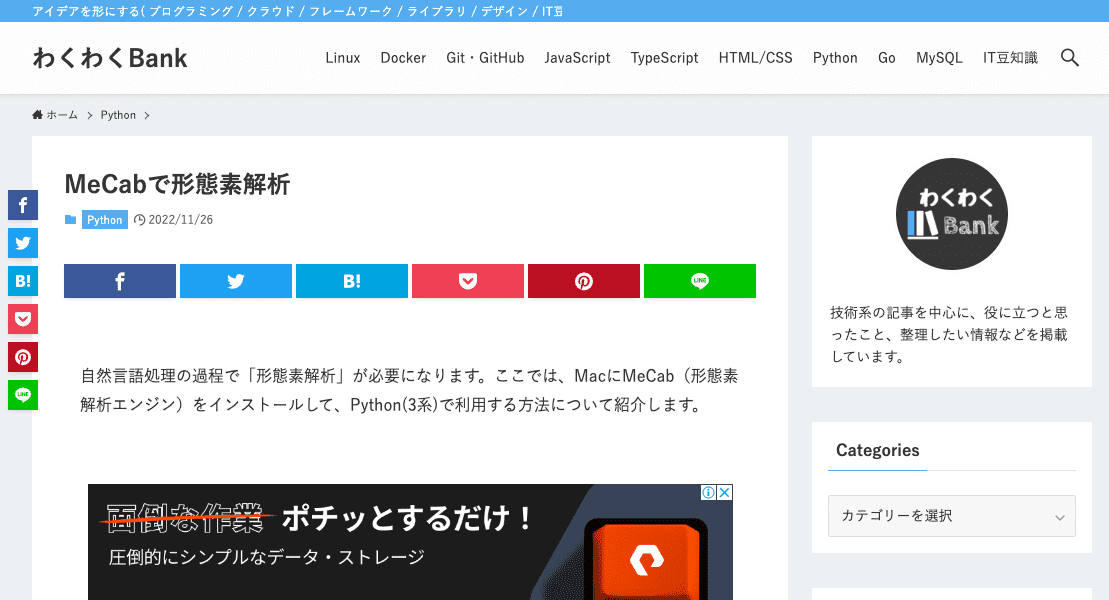 アイデアを形にする( プログラミング / クラウド / フレームワーク / ライブラリ / デザイン / IT豆
わくわくBank
Linux Docker Git・GitHub JavaScript TypeScript HTML/CSS Python Go MySQL IT豆知識
ホーム Python
MeCabで形態素解析
Python 2022/11/26
B!
B!
LINE
LINE
わくわく
Bank
技術系の記事を中心に、役に立つと思
ったこと、整理したい情報などを掲載
しています。
自然言語処理の過程で「形態素解析」が必要になります。ここでは、MacにMeCab（形態素
解析エンジン）をインストールして、Python(3系)で利用する方法について紹介します。
Categories
カテゴリーを選択
面倒な作業 ポチッとするだけ！
圧倒的にシンプルなデータ・ストレージ